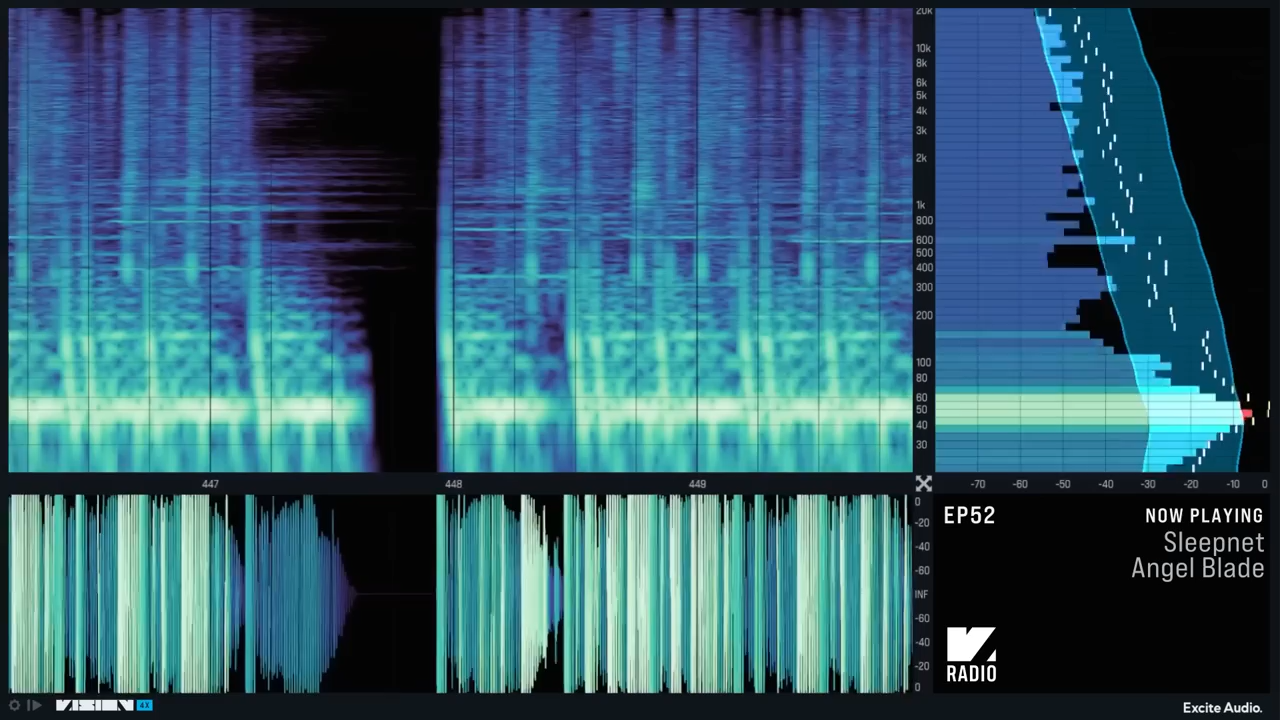 20k
10k
8k
6k
5k
4k
3k
2k
1k
800
600
500
400
300
200
100
80
60
50
40
30
447
448
449
-70 -60 -50 -40 -30 -20 -10 0
0
-20
-40
-60
INF
-60
-40
-20
0
EP52
NOW PLAYING
Sleepnet
Angel Blade
RADIO
VISION 4X
Excite Audio.